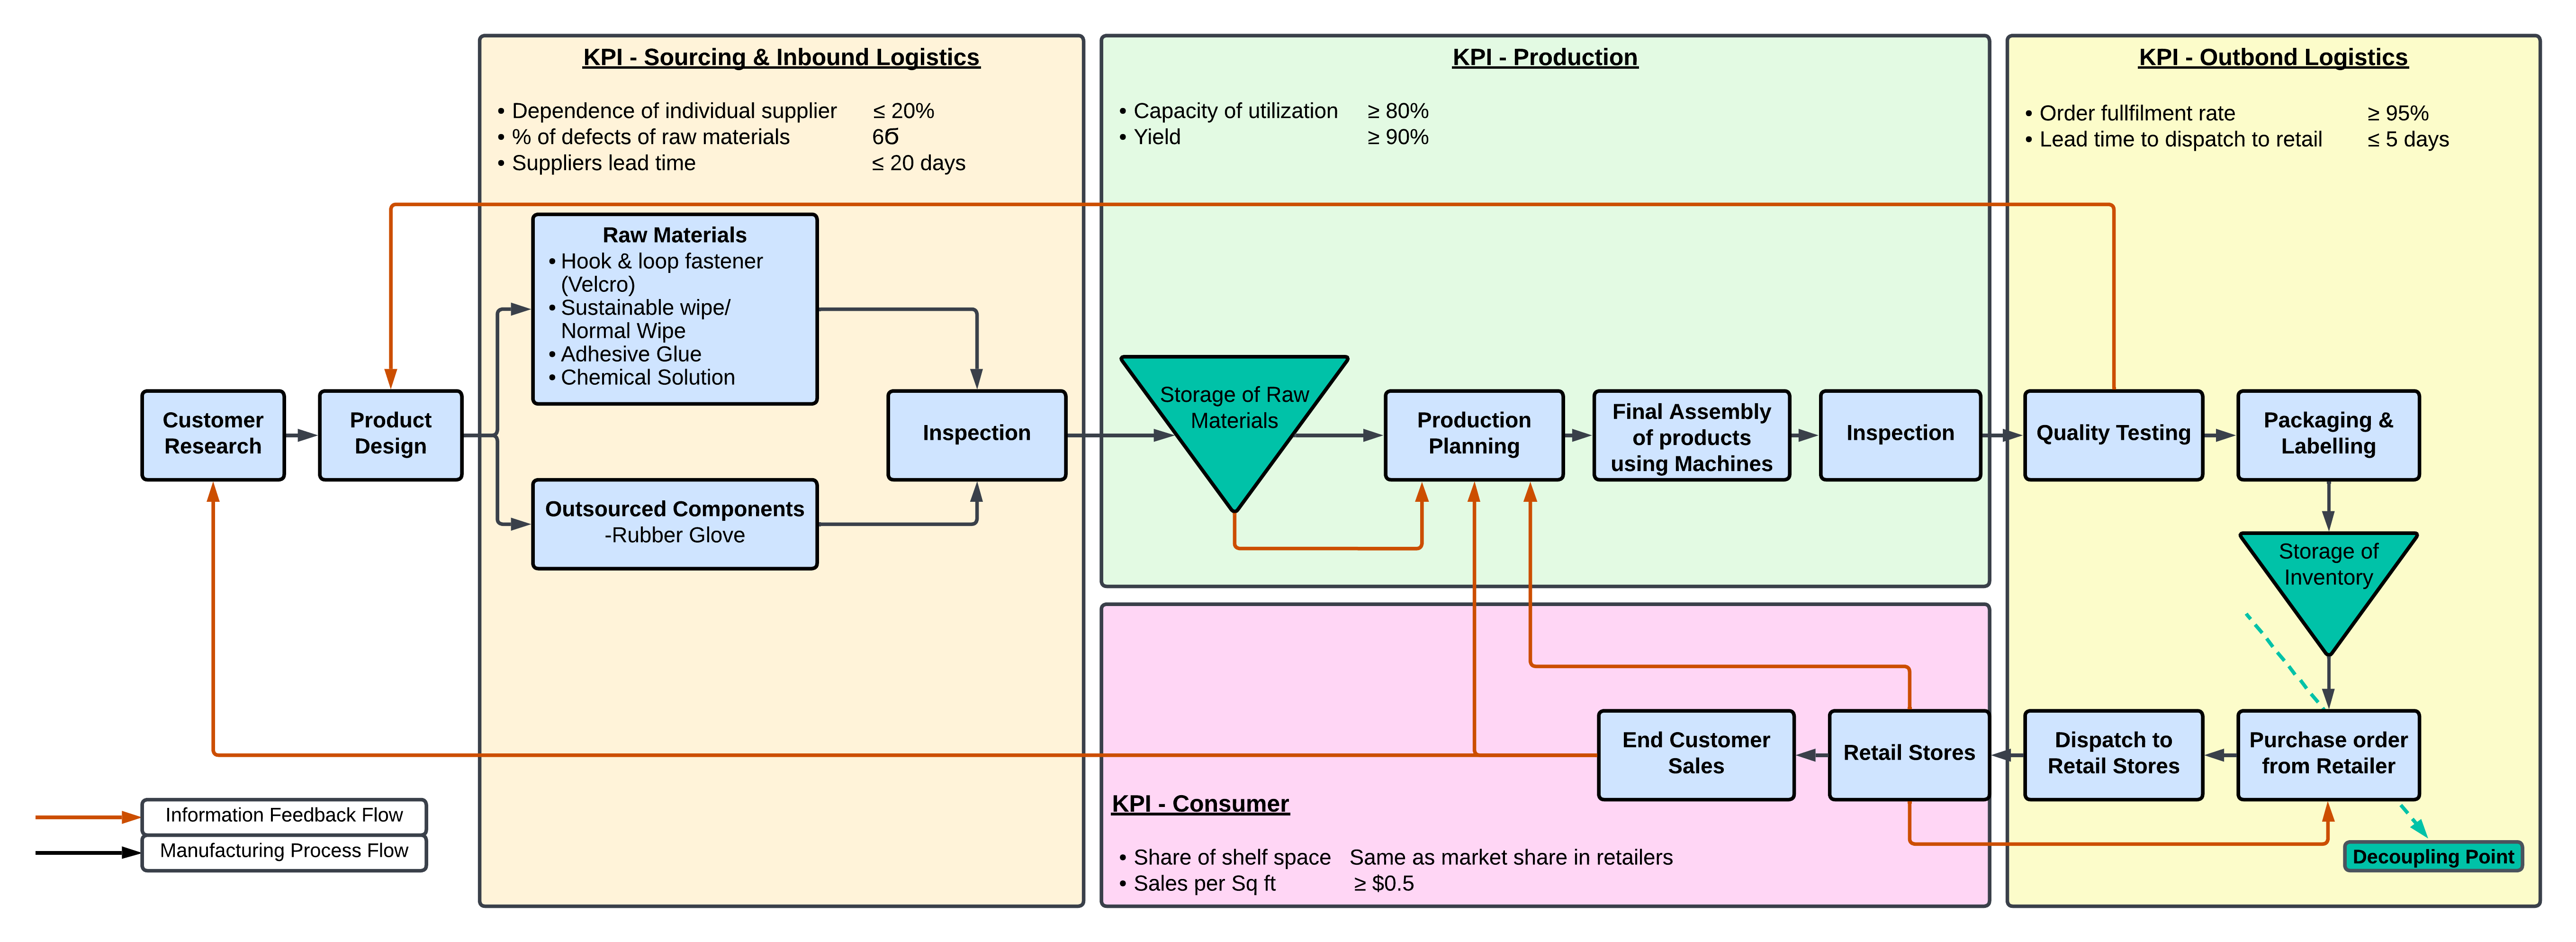 KPI - Sourcing & Inbound Logistics
• Dependence of individual supplier ≤ 20%
• % of defects of raw materials 6Ϭ
• Suppliers lead time ≤ 20 days
KPI - Production
• Capacity of utilization ≥ 80%
• Yield ≥ 90%
KPI - Outbond Logistics
• Order fullfilment rate ≥ 95%
• Lead time to dispatch to retail ≤ 5 days
Customer
Research
Product
Design
Raw Materials
• Hook & loop fastener
(Velcro)
• Sustainable wipe/
Normal Wipe
• Adhesive Glue
• Chemical Solution
Outsourced Components
-Rubber Glove
Inspection
Storage of Raw
Materials
Production
Planning
Final Assembly
of products
using Machines
Inspection
Quality Testing
Packaging &
Labelling
Storage of
Inventory
Purchase order
from Retailer
Dispatch to
Retail Stores
Retail Stores
End Customer
Sales
KPI - Consumer
• Share of shelf space Same as market share in retailers
• Sales per Sq ft ≥ $0.5
Decoupling Point
Information Feedback Flow
Manufacturing Process Flow